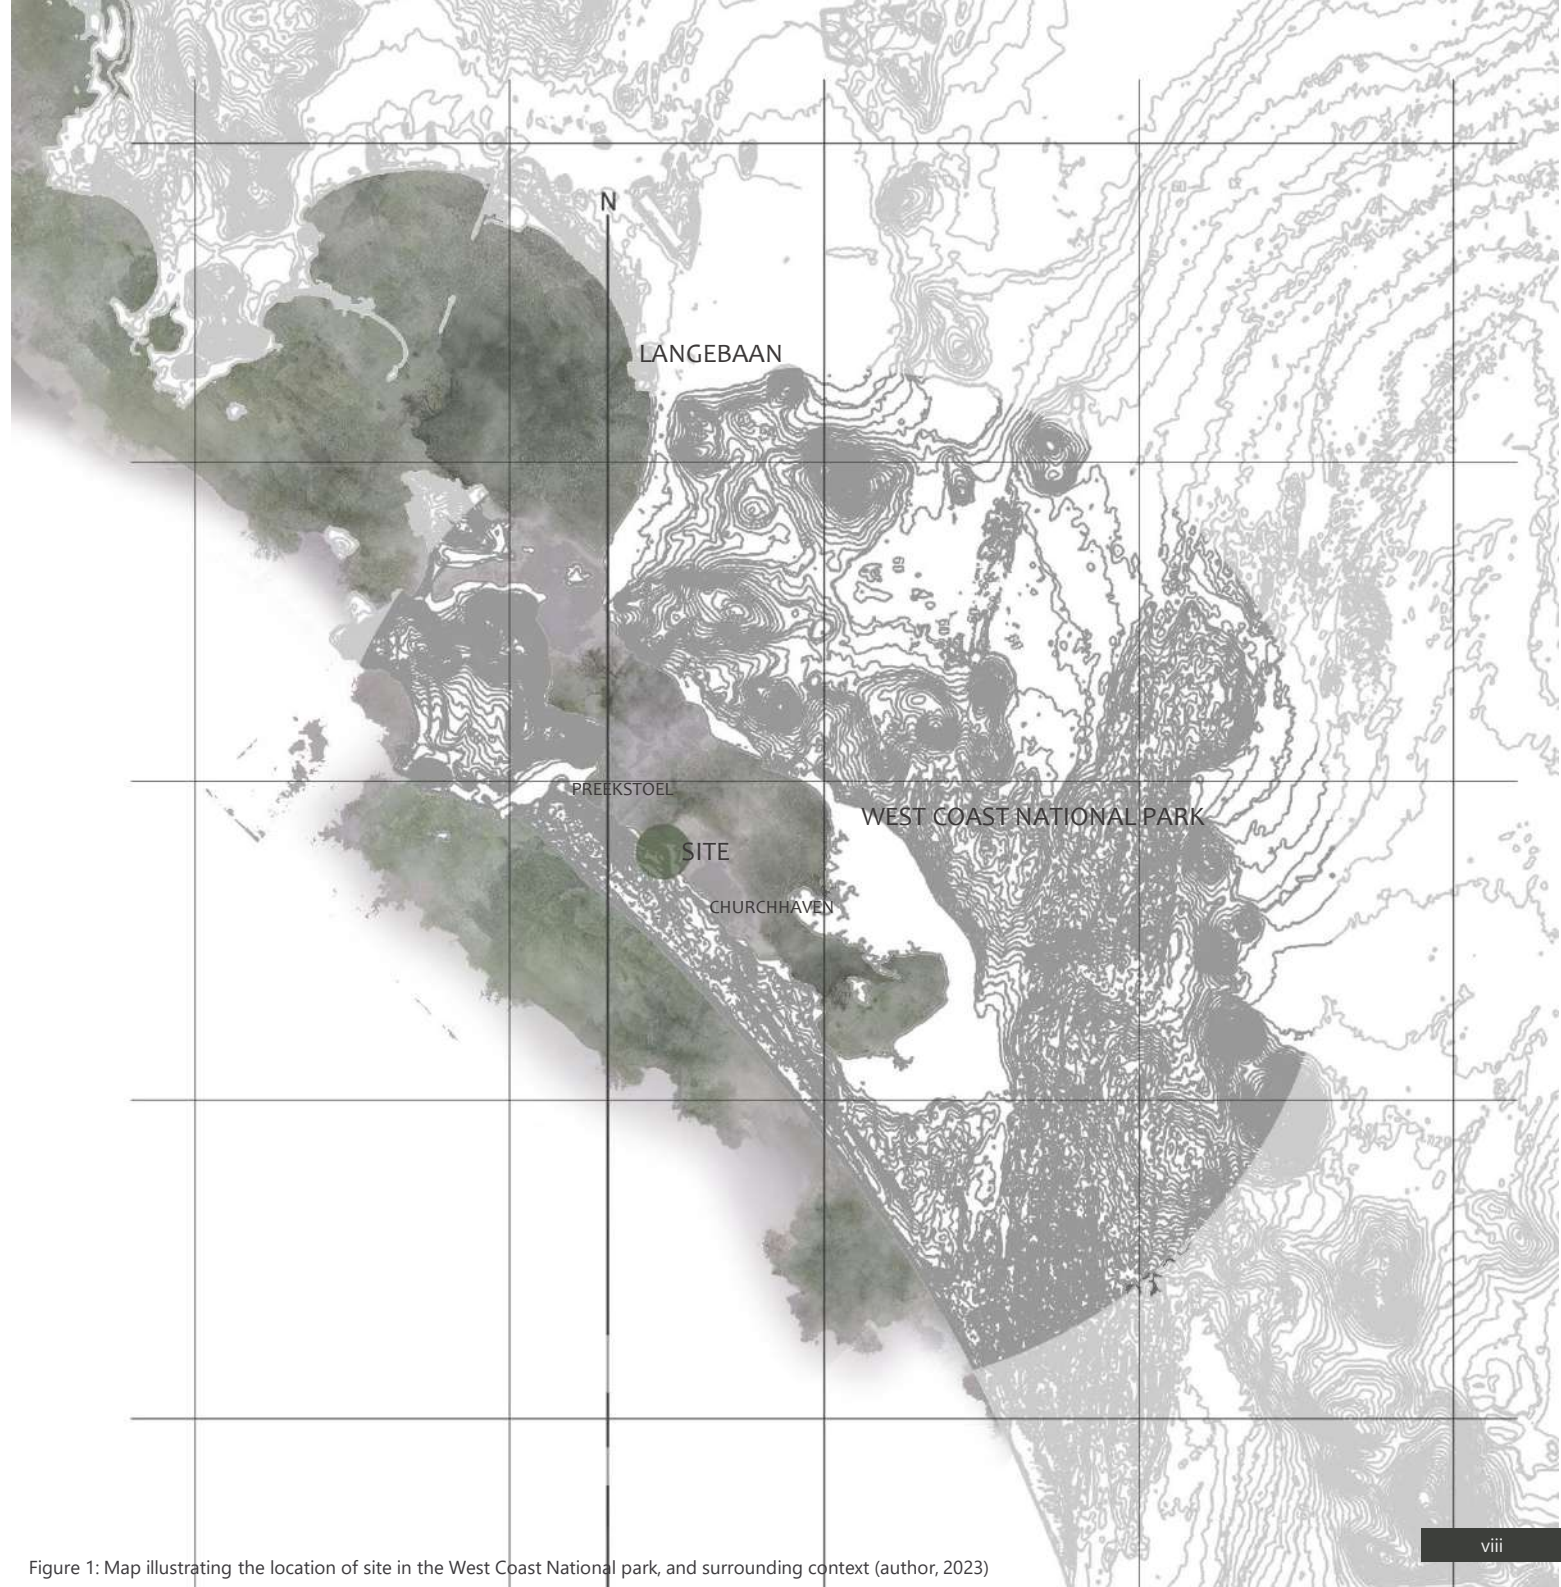 N
LANGEBAAN
PREEKSTOEL
WEST COAST NATIONAL PARK
SITE
CHURCHHAVEN
viii
Figure 1: Map illustrating the location of site in the West Coast National park, and surrounding context (author, 2023)